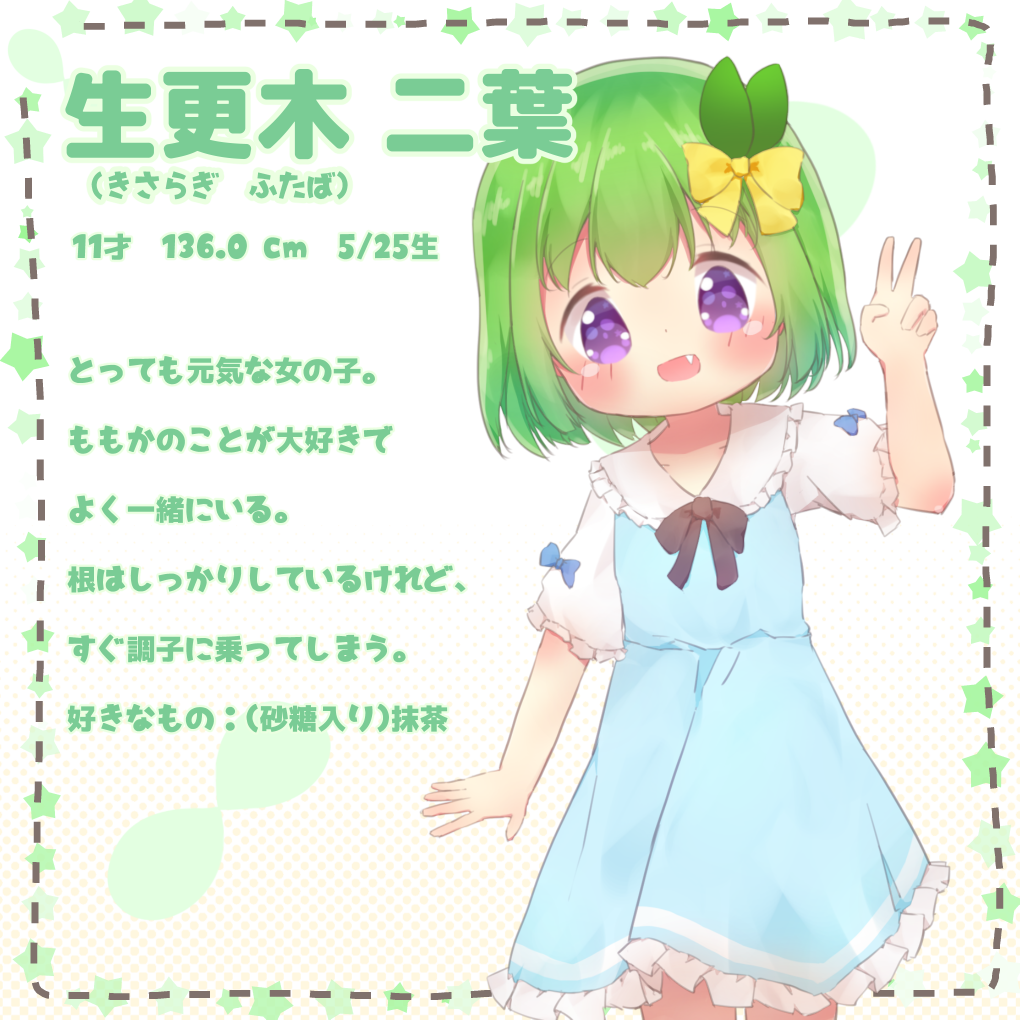 生更木 二葉
（きさらぎ　ふたば）
11才　136.0 cm　5/25生
とっても元気な女の子。
ももかのことが大好きで
よく一緒にいる。
根はしっかりしているけれど、
すぐ調子に乗ってしまう。
好きなもの：(砂糖入り)抹茶